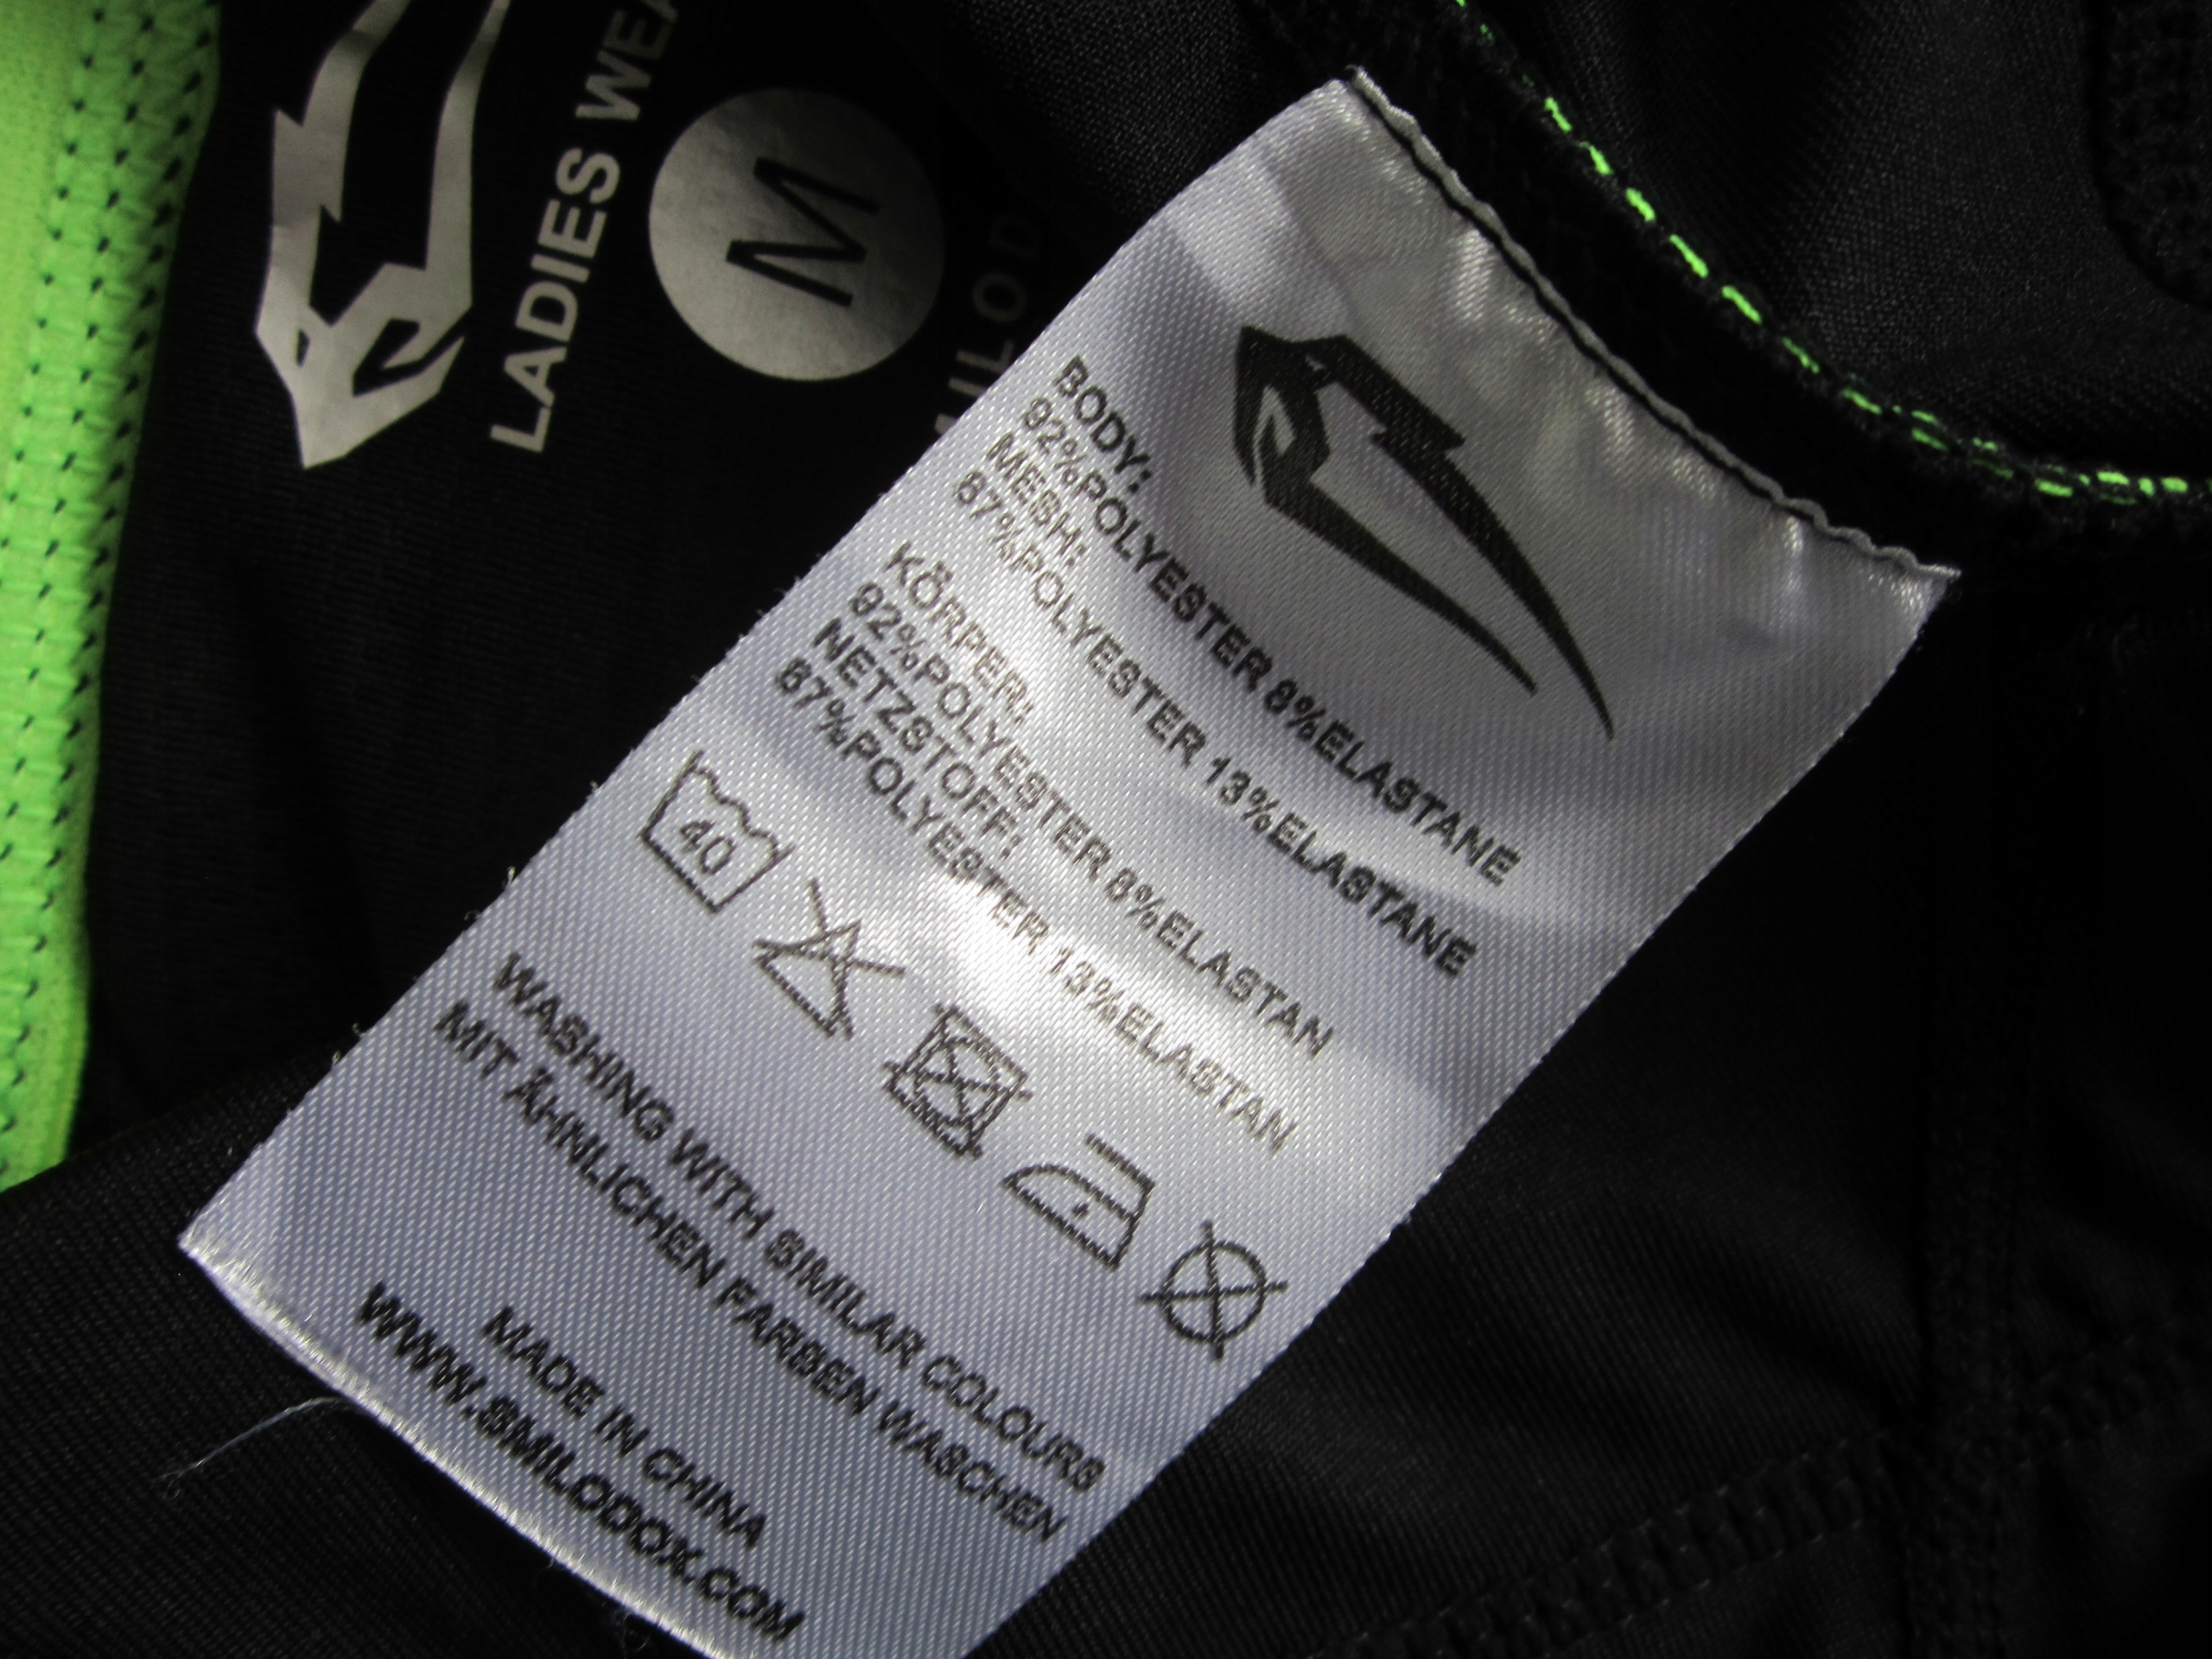 LADIES WEA
M
MILOD
BODY:
92%POLYESTER 8%ELASTANE
MESH:
87%POLYESTER 13%ELASTANE
KÖRPER:
92%POLYESTER 8%ELASTAN
NETZSTOFF:
87%POLYESTER 13%ELASTAN
40
WASHING WITH SIMILAR COLOURS
MIT ÄHNLICHEN FARBEN WASCHEN
MADE IN CHINA
WWW.SMILODOX.COM